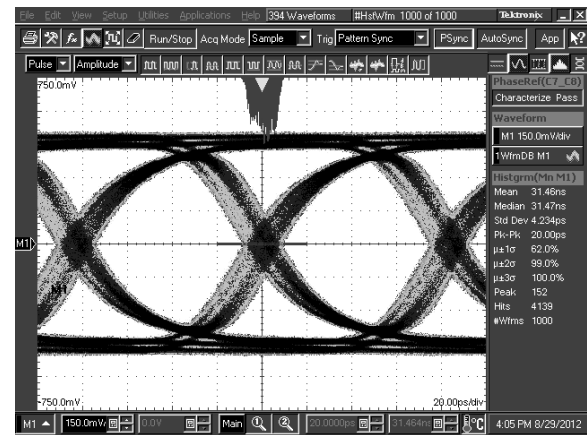 File Edit View Setup Utilities Applications Help 394 Waveforms #HstWfm 1000 of 1000 Tektronix
Run/Stop Acq Mode Sample Trig Pattern Sync PSync AutoSync App
Pulse Amplitude
750.0mV
PhaseRef(C7_C8)
Characterize Pass
Waveform
M1 150.0mV/div
1WfmDB M1
Histgrm(Mn M1)
Mean 31.46ns
Median 31.47ns
Std Dev 4.234ps
Pk-Pk 20.00ps
µ±1σ 62.0%
µ±2σ 99.0%
µ±3σ 100.0%
Peak 152
Hits 4139
#Wfms 1000
M1
M1
-750.0mV
20.00ps/div
M1 150.0mV/ 0.0V Main 20.0000ps 31.464n °C 4:05 PM 8/29/2012